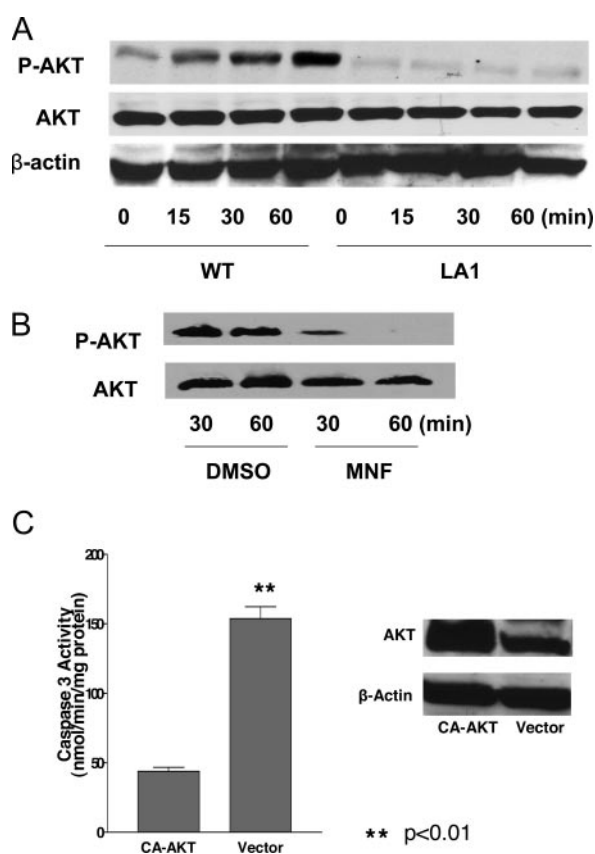 A
P-AKT
AKT
β-actin
0 15 30 60 0 15 30 60 (min)
WT LA1
B
P-AKT
AKT
30 60 30 60 (min)
DMSO MNF
C
Caspase 3 Activity
(nmol/min/mg protein)
200
150
100
50
0
**
CA-AKT Vector
AKT
β-Actin
CA-AKT Vector
** p<0.01